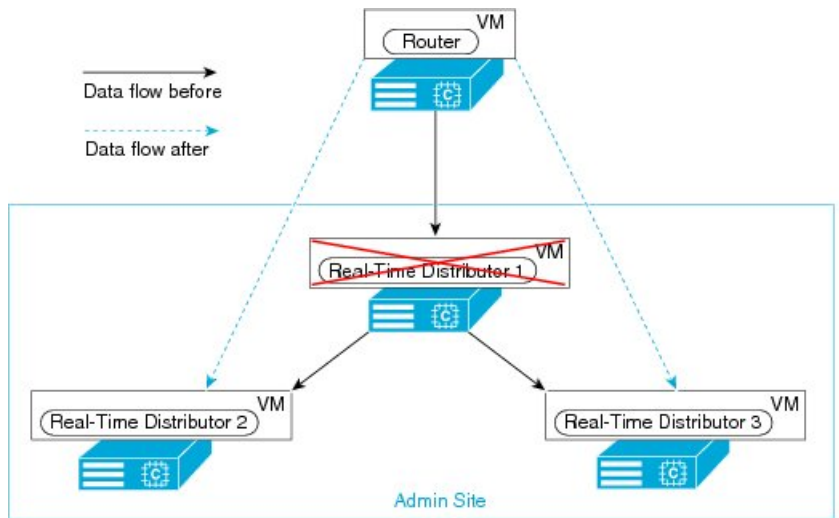 VM
Router
C
Data flow before
Data flow after
VM
Real-Time Distributor 1
C
VM
Real-Time Distributor 2
C
VM
Real-Time Distributor 3
C
Admin Site